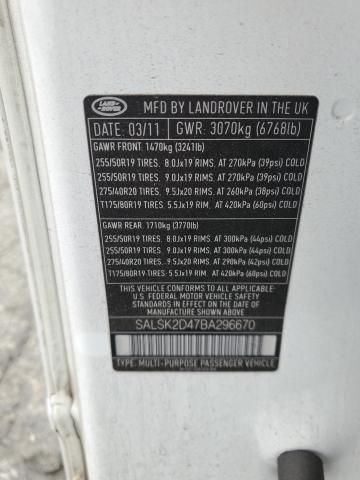 LAND-ROVER
MFD BY LANDROVER IN THE UK
DATE: 03/11 GWR: 3070kg (6768lb)
GAWR FRONT: 1470kg (3241lb)
255/50R19 TIRES. 8.0Jx19 RIMS. AT 270kPa (39psi) COLD
255/50R19 TIRES. 9.0Jx19 RIMS. AT 270kPa (39psi) COLD
275/40R20 TIRES. 9.5Jx20 RIMS. AT 260kPa (38psi) COLD
T175/80R19 TIRES. 5.5Jx19 RIM, AT 420kPa (60psi) COLD
GAWR REAR: 1710kg (3770lb)
255/50R19 TIRES. 8.0Jx19 RIMS. AT 300kPa (44psi) COLD
255/50R19 TIRES. 9.0Jx19 RIMS. AT 300kPa (44psi) COLD
275/40R20 TIRES. 9.5Jx20 RIMS. AT 290kPa (42psi) COLD
T175/80R19 TIRES: 5.5Jx19 RIM, AT 420kPa (60psi) COLD
THIS VEHICLE CONFORMS TO ALL APPLICABLE
FEDERAL MOTOR VEHICLE SAFETY AND THEFT PREVENTION
STANDARDS IN EFFECT ON THE DATE OF MANUFACTURE SHOWN ABOVE
SALSK2D47BA296670
TYPE: MULTI-PURPOSE PASSENGER VEHICLE